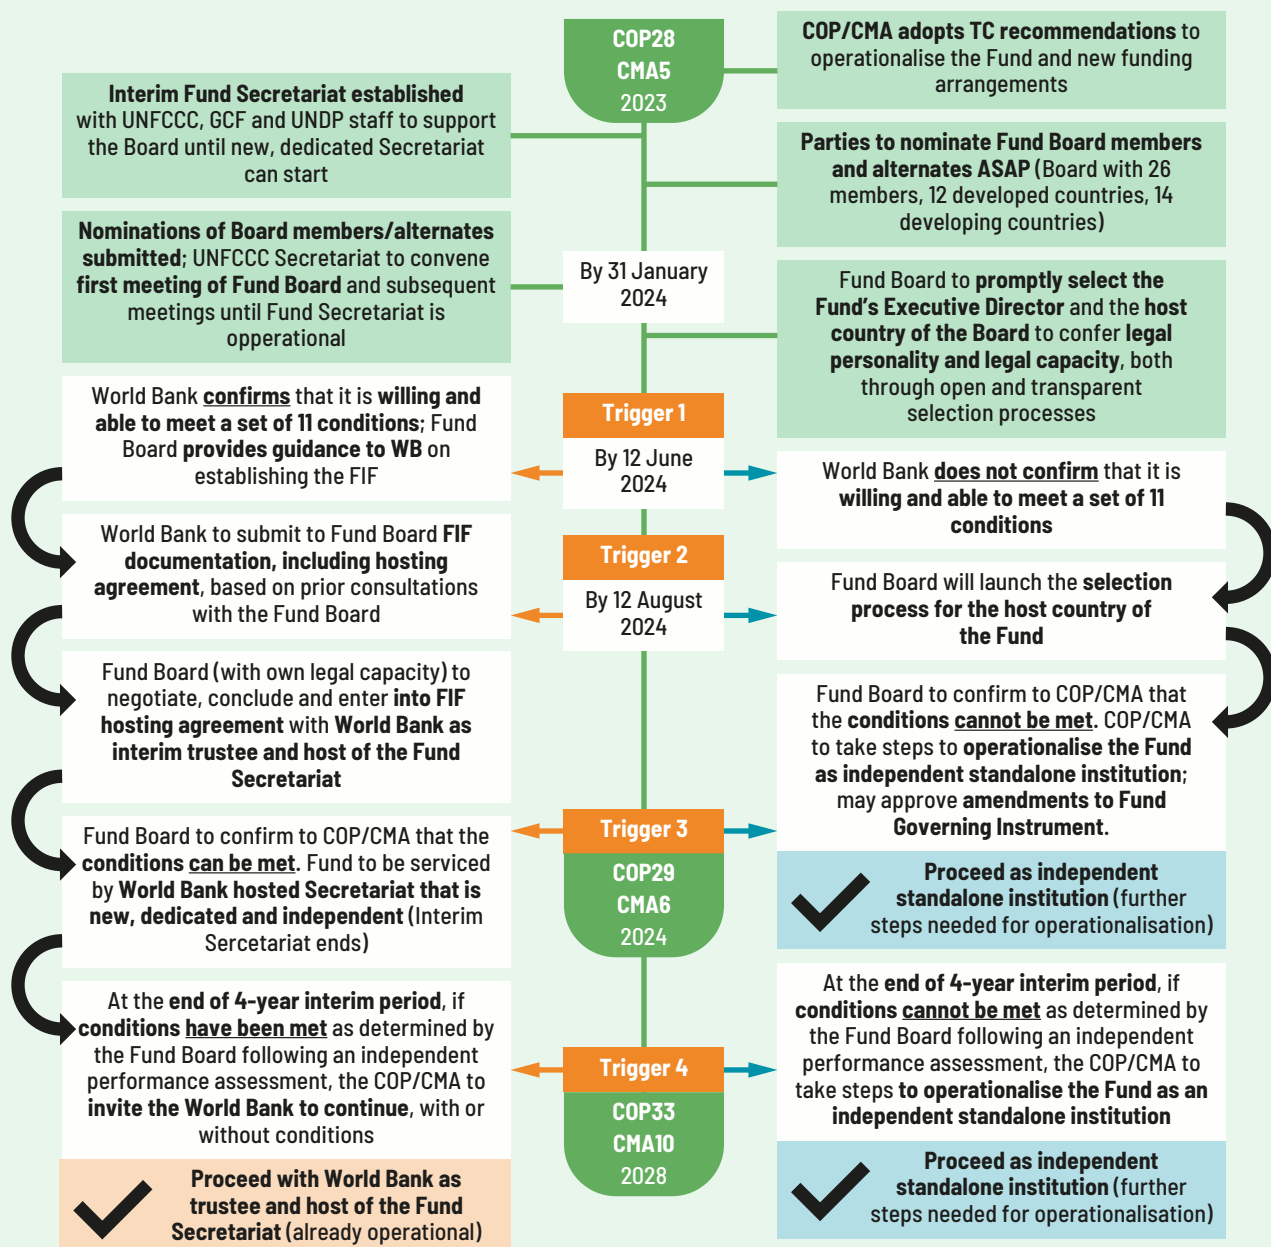 COP28
CMA5
2023
COP/CMA adopts TC recommendations to
operationalise the Fund and new funding
arrangements
Interim Fund Secretariat established
with UNFCCC, GCF and UNDP staff to support
the Board until new, dedicated Secretariat
can start
Parties to nominate Fund Board members
and alternates ASAP (Board with 26
members, 12 developed countries, 14
developing countries)
Nominations of Board members/alternates
submitted; UNFCCC Secretariat to convene
first meeting of Fund Board and subsequent
meetings until Fund Secretariat is
opperational
By 31 January
2024
Fund Board to promptly select the
Fund's Executive Director and the host
country of the Board to confer legal
personality and legal capacity, both
through open and transparent
selection processes
Trigger 1
By 12 June
2024
World Bank confirms that it is willing and
able to meet a set of 11 conditions; Fund
Board provides guidance to WB on
establishing the FIF
World Bank does not confirm that it is
willing and able to meet a set of 11
conditions
Trigger 2
By 12 August
2024
World Bank to submit to Fund Board FIF
documentation, including hosting
agreement, based on prior consultations
with the Fund Board
Fund Board will launch the selection
process for the host country of
the Fund
Fund Board (with own legal capacity) to
negotiate, conclude and enter into FIF
hosting agreement with World Bank as
interim trustee and host of the Fund
Secretariat
Fund Board to confirm to COP/CMA that
the conditions cannot be met. COP/CMA
to take steps to operationalise the Fund
as independent standalone institution;
may approve amendments to Fund
Governing Instrument.
Trigger 3
COP29
CMA6
2024
Fund Board to confirm to COP/CMA that the
conditions can be met. Fund to be serviced
by World Bank hosted Secretariat that is
new, dedicated and independent (Interim
Sercetariat ends)
Proceed as independent
standalone institution (further
steps needed for operationalisation)
At the end of 4-year interim period, if
conditions have been met as determined by
the Fund Board following an independent
performance assessment, the COP/CMA to
invite the World Bank to continue, with or
without conditions
At the end of 4-year interim period, if
conditions cannot be met as determined by
the Fund Board following an independent
performance assessment, the COP/CMA to
take steps to operationalise the Fund as an
independent standalone institution
Trigger 4
COP33
CMA10
2028
Proceed with World Bank as
trustee and host of the Fund
Secretariat (already operational)
Proceed as independent
standalone institution (further
steps needed for operationalisation)